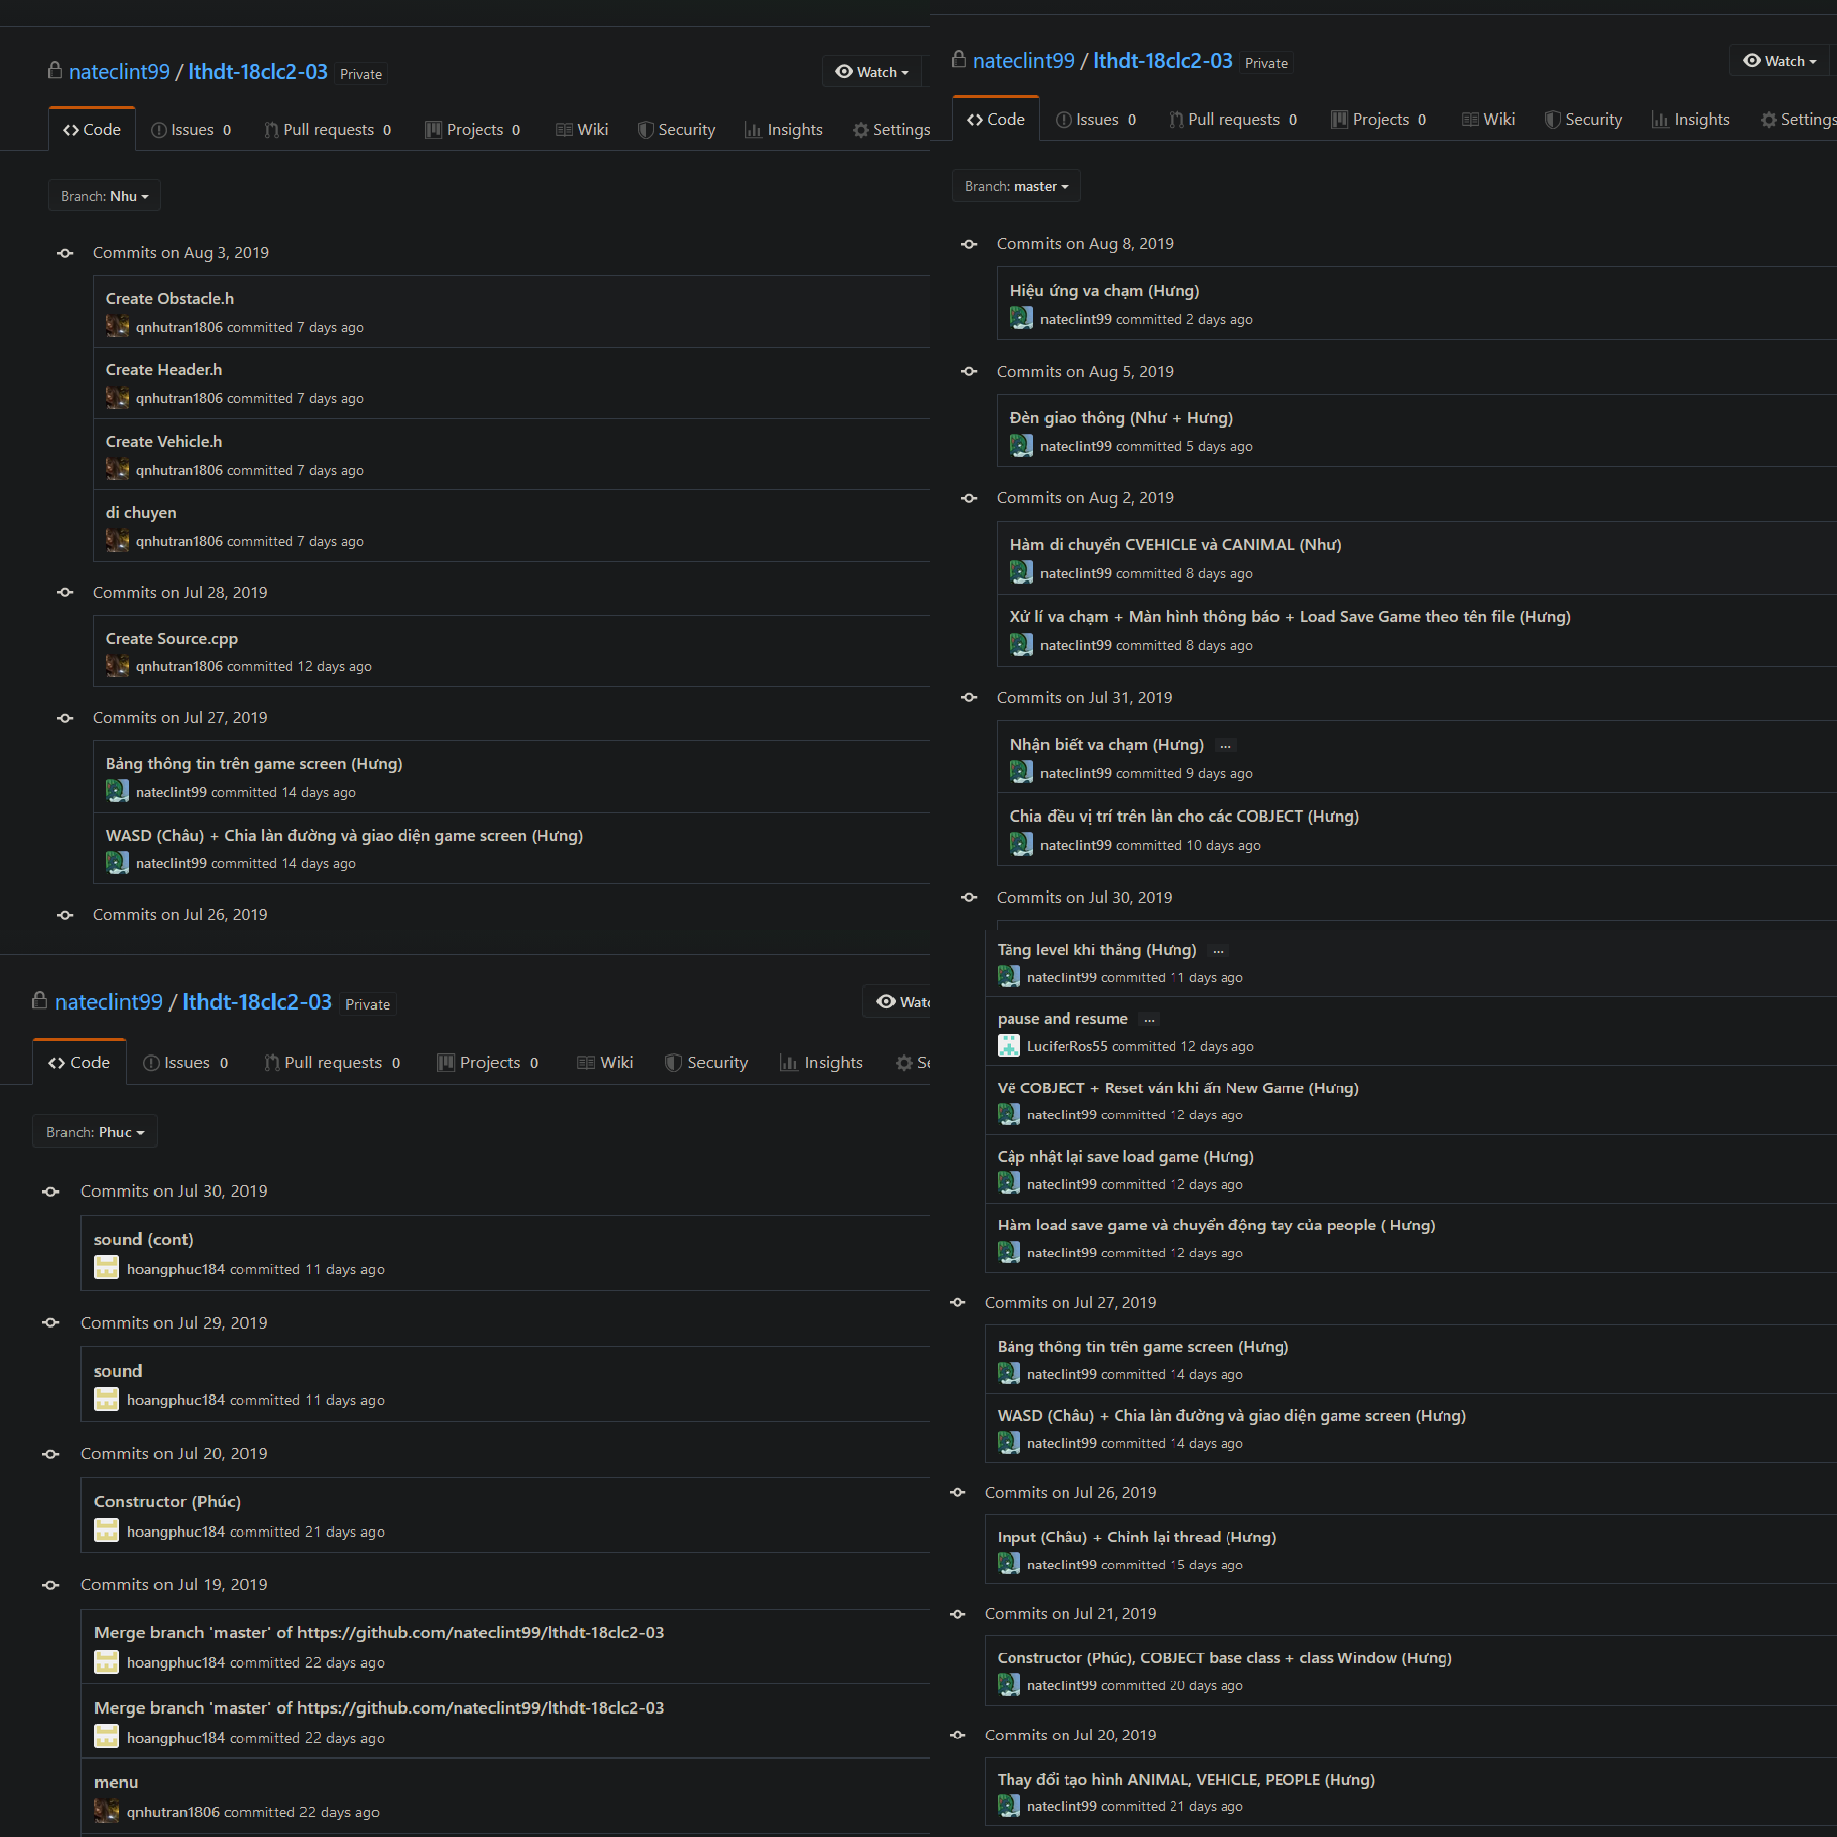 nateclint99 / lthdt-18clc2-03 Private
Watch
Code Issues 0 Pull requests 0 Projects 0 Wiki Security Insights Settings
Branch: Nhu
Commits on Aug 3, 2019
Create Obstacle.h
qnhutran1806 committed 7 days ago
Create Header.h
qnhutran1806 committed 7 days ago
Create Vehicle.h
qnhutran1806 committed 7 days ago
di chuyen
qnhutran1806 committed 7 days ago
Commits on Jul 28, 2019
Create Source.cpp
qnhutran1806 committed 12 days ago
Commits on Jul 27, 2019
Bảng thông tin trên game screen (Hưng)
nateclint99 committed 14 days ago
WASD (Châu) + Chia làn đường và giao diện game screen (Hưng)
nateclint99 committed 14 days ago
Commits on Jul 26, 2019
nateclint99 / lthdt-18clc2-03 Private
Watc
Code Issues 0 Pull requests 0 Projects 0 Wiki Security Insights Se
Branch: Phuc
Commits on Jul 30, 2019
sound (cont)
hoangphuc184 committed 11 days ago
Commits on Jul 29, 2019
sound
hoangphuc184 committed 11 days ago
Commits on Jul 20, 2019
Constructor (Phúc)
hoangphuc184 committed 21 days ago
Commits on Jul 19, 2019
Merge branch 'master' of https://github.com/nateclint99/lthdt-18clc2-03
hoangphuc184 committed 22 days ago
Merge branch 'master' of https://github.com/nateclint99/lthdt-18clc2-03
hoangphuc184 committed 22 days ago
menu
qnhutran1806 committed 22 days ago
nateclint99 / lthdt-18clc2-03 Private
Watch
Code Issues 0 Pull requests 0 Projects 0 Wiki Security Insights Settings
Branch: master
Commits on Aug 8, 2019
Hiệu ứng va chạm (Hưng)
nateclint99 committed 2 days ago
Commits on Aug 5, 2019
Đèn giao thông (Như + Hưng)
nateclint99 committed 5 days ago
Commits on Aug 2, 2019
Hàm di chuyển CVEHICLE và CANIMAL (Như)
nateclint99 committed 8 days ago
Xử lí va chạm + Màn hình thông báo + Load Save Game theo tên file (Hưng)
nateclint99 committed 8 days ago
Commits on Jul 31, 2019
Nhận biết va chạm (Hưng) ...
nateclint99 committed 9 days ago
Chia đều vị trí trên làn cho các COBJECT (Hưng)
nateclint99 committed 10 days ago
Commits on Jul 30, 2019
Tăng level khi thắng (Hưng) ...
nateclint99 committed 11 days ago
pause and resume ...
LuciferRos55 committed 12 days ago
Vẽ COBJECT + Reset ván khi ấn New Game (Hưng)
nateclint99 committed 12 days ago
Cập nhật lại save load game (Hưng)
nateclint99 committed 12 days ago
Hàm load save game và chuyển động tay của people ( Hưng)
nateclint99 committed 12 days ago
Commits on Jul 27, 2019
Bảng thông tin trên game screen (Hưng)
nateclint99 committed 14 days ago
WASD (Châu) + Chia làn đường và giao diện game screen (Hưng)
nateclint99 committed 14 days ago
Commits on Jul 26, 2019
Input (Châu) + Chỉnh lại thread (Hưng)
nateclint99 committed 15 days ago
Commits on Jul 21, 2019
Constructor (Phúc), COBJECT base class + class Window (Hưng)
nateclint99 committed 20 days ago
Commits on Jul 20, 2019
Thay đổi tạo hình ANIMAL, VEHICLE, PEOPLE (Hưng)
nateclint99 committed 21 days ago